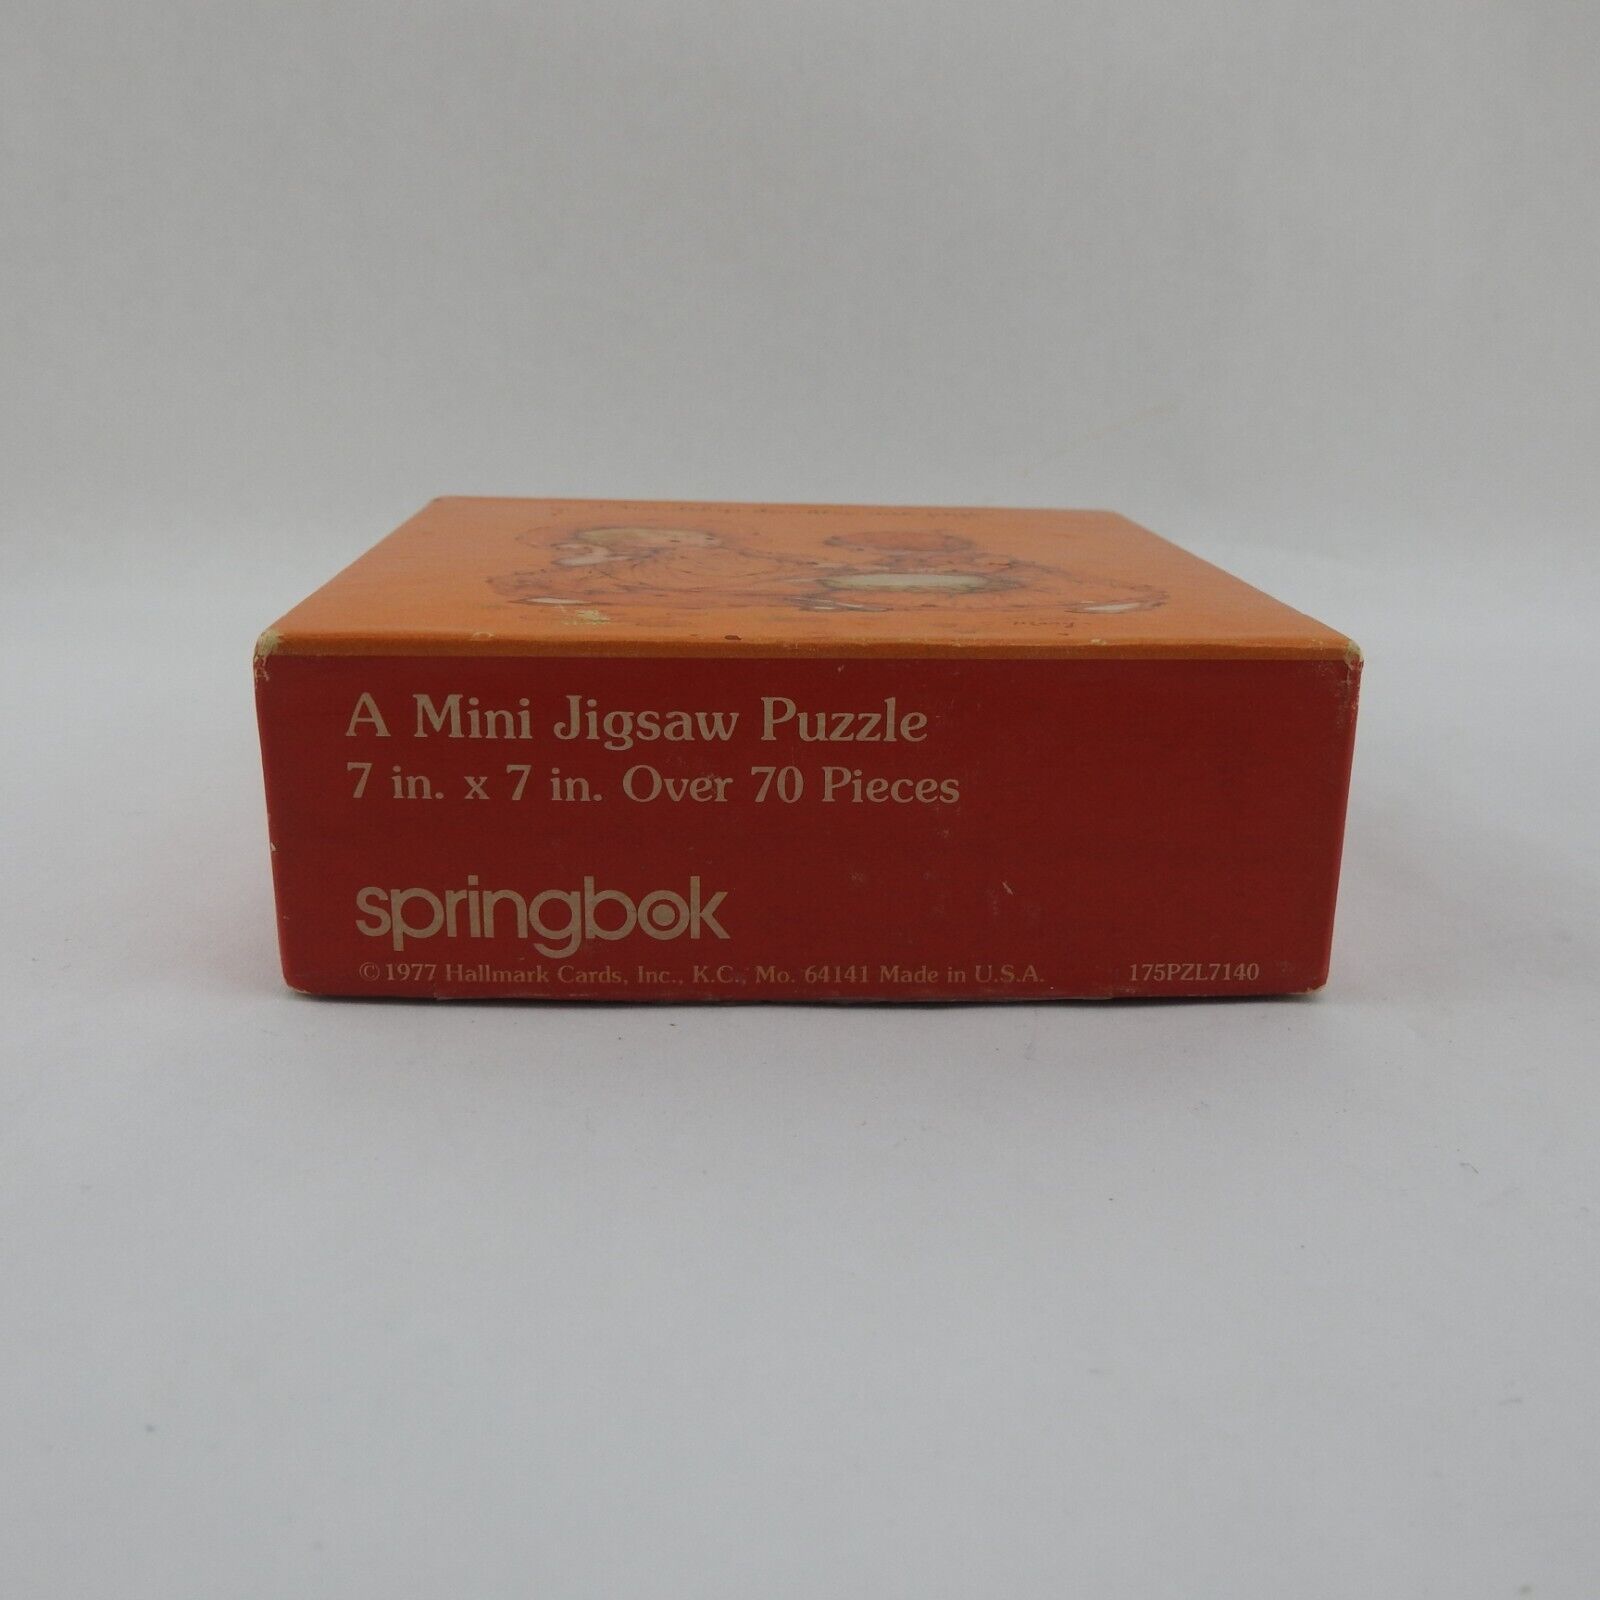 A Mini Jigsaw Puzzle
7 in. x 7 in. Over 70 Pieces
springbok
© 1977 Hallmark Cards, Inc., K.C., Mo. 64141 Made in U.S.A. 175PZL7140